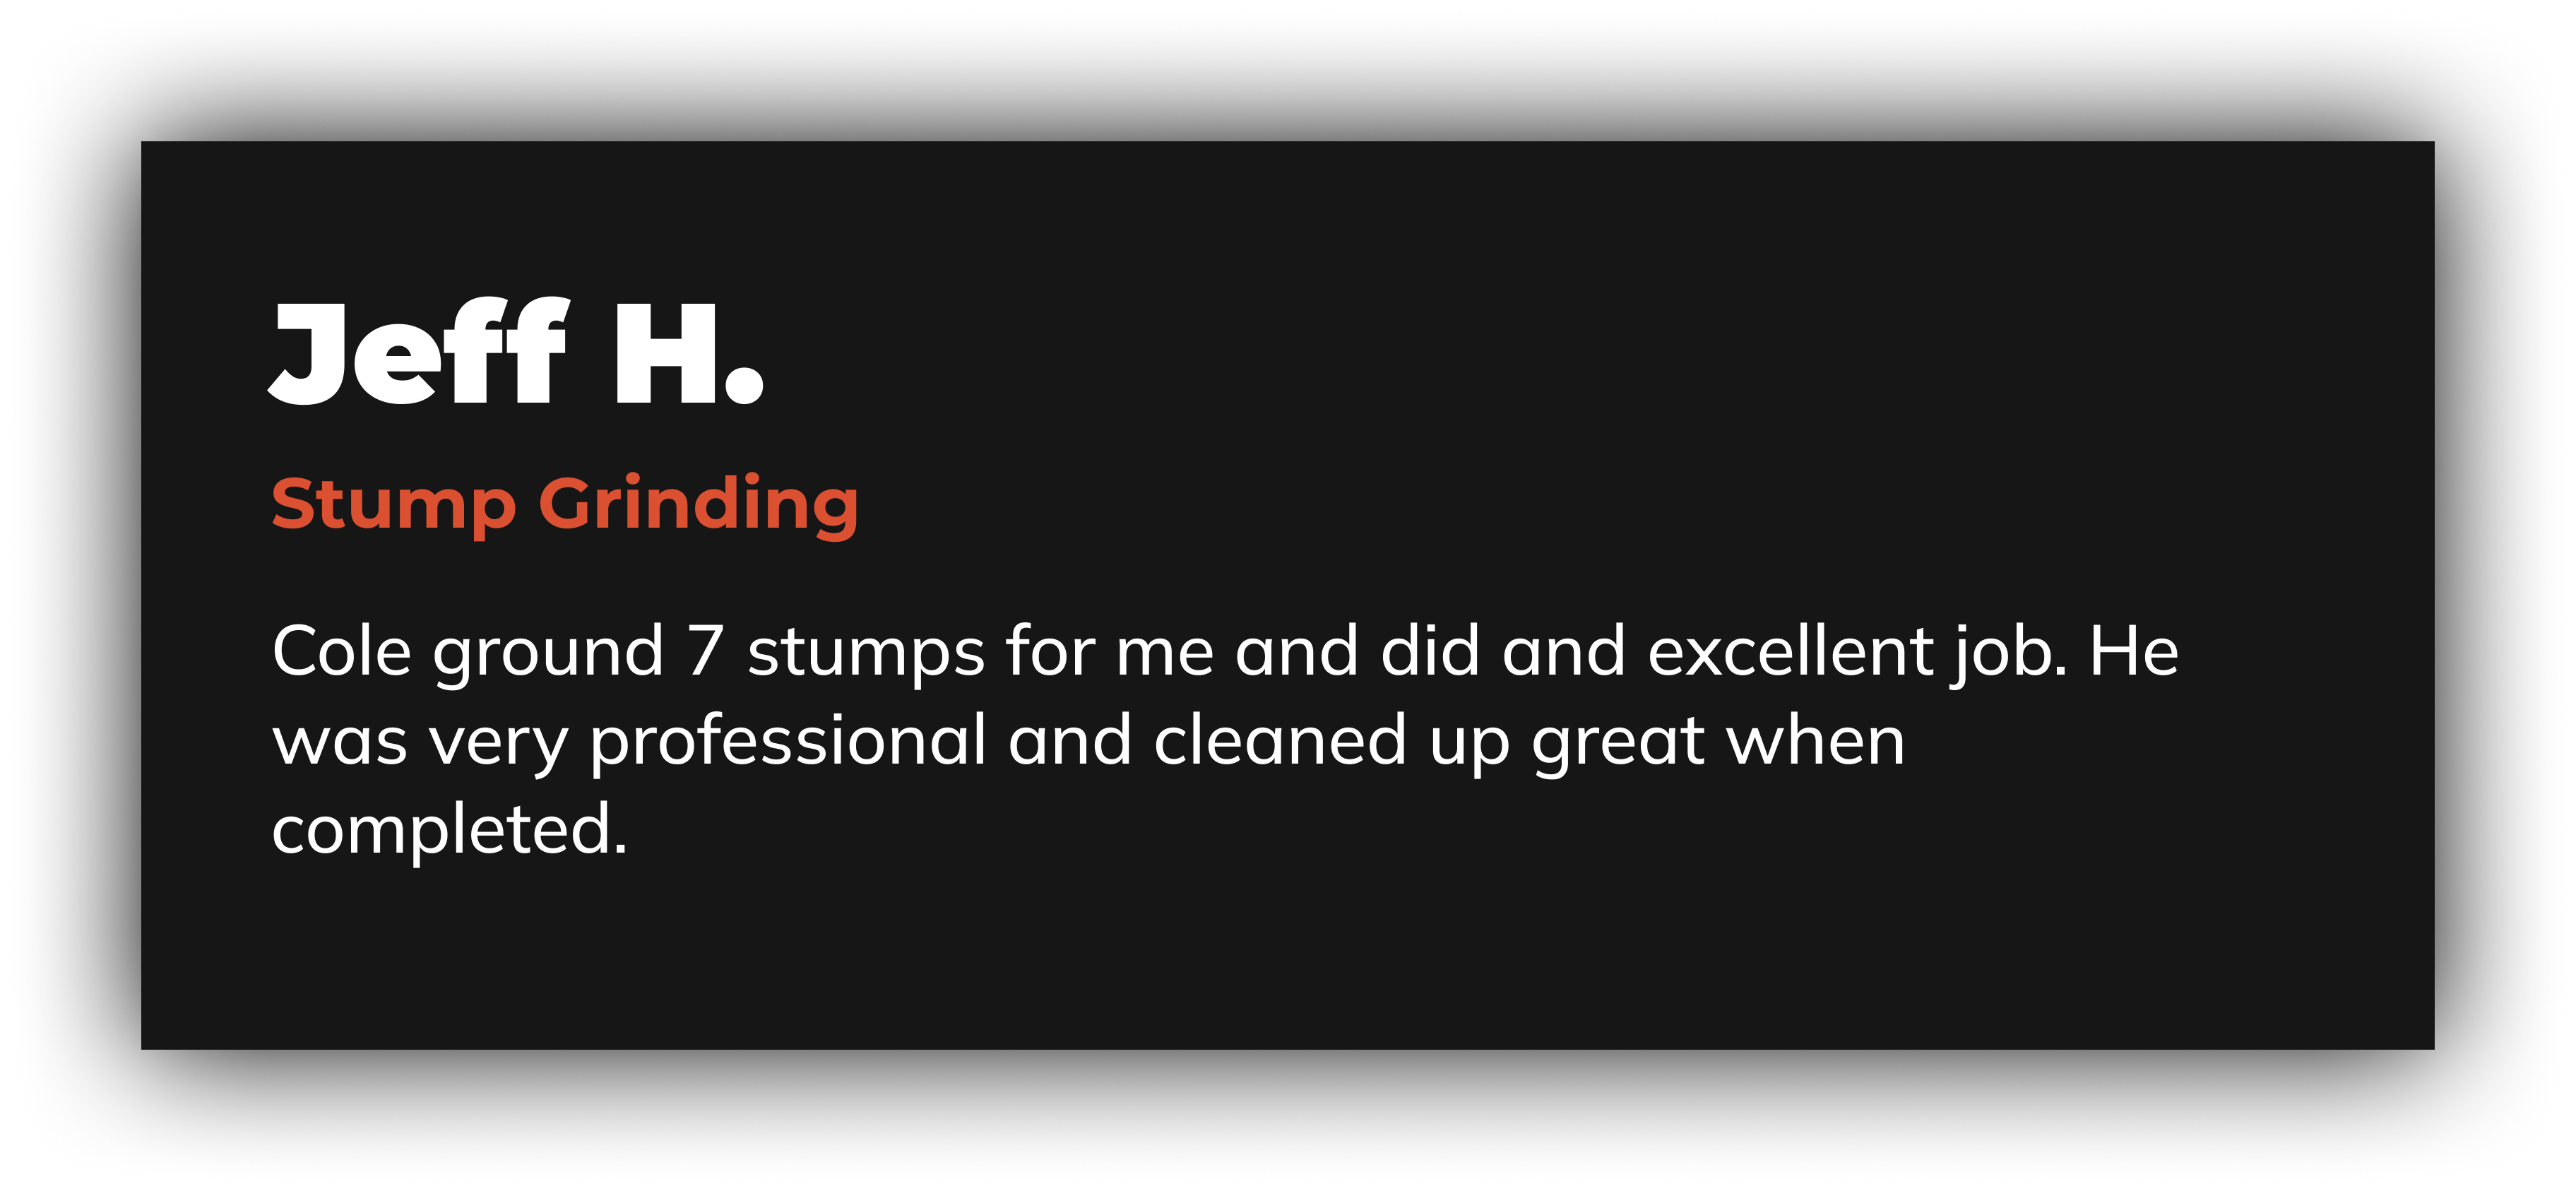 Jeff H.
Stump Grinding
Cole ground 7 stumps for me and did and excellent job. He
was very professional and cleaned up great when
completed.